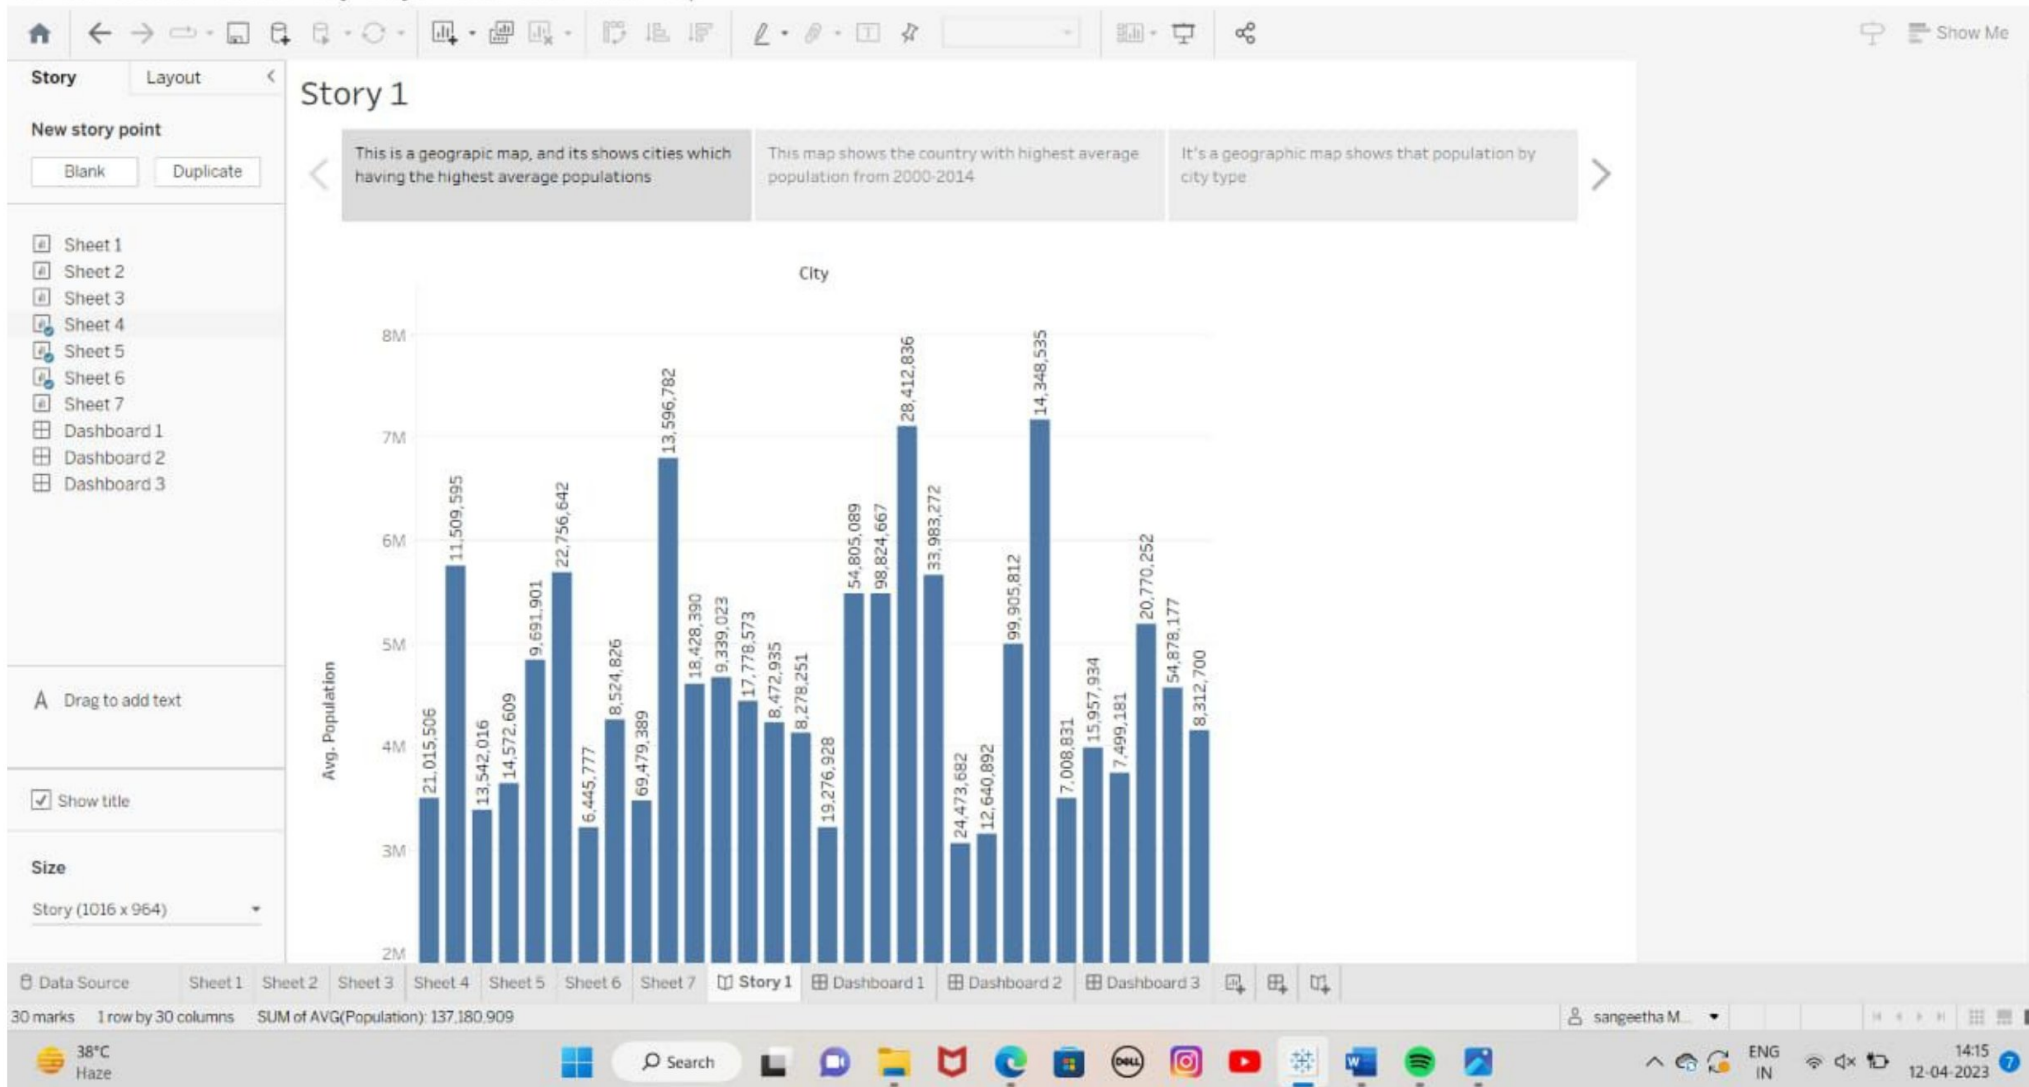 Show Me
Story
Layout
New story point
Blank
Duplicate
Sheet 1
Sheet 2
Sheet 3
Sheet 4
Sheet 5
Sheet 6
Sheet 7
Dashboard 1
Dashboard 2
Dashboard 3
A Drag to add text
Show title
Size
Story (1016 x 964)
Story 1
This is a geograpic map, and its shows cities which
having the highest average populations
This map shows the country with highest average
population from 2000-2014
It's a geographic map shows that population by
city type
City
Avg. Population
8M
7M
6M
5M
4M
3M
2M
21,015,506
11,509,595
13,542,016
14,572,609
9,691,901
22,756,642
6,445,777
8,524,826
69,479,389
13,596,782
18,428,390
9,339,023
17,778,573
8,472,935
8,278,251
19,276,928
54,805,089
98,824,667
28,412,836
33,983,272
24,473,682
12,640,892
99,905,812
14,348,535
7,008,831
15,957,934
7,499,181
20,770,252
54,878,177
8,312,700
Data Source Sheet 1 Sheet 2 Sheet 3 Sheet 4 Sheet 5 Sheet 6 Sheet 7 Story 1 Dashboard 1 Dashboard 2 Dashboard 3
30 marks 1 row by 30 columns SUM of AVG(Population): 137,180,909
sangeetha M...
38°C
Haze
Search
DELL
W
ENG
IN
14:15
12-04-2023
7